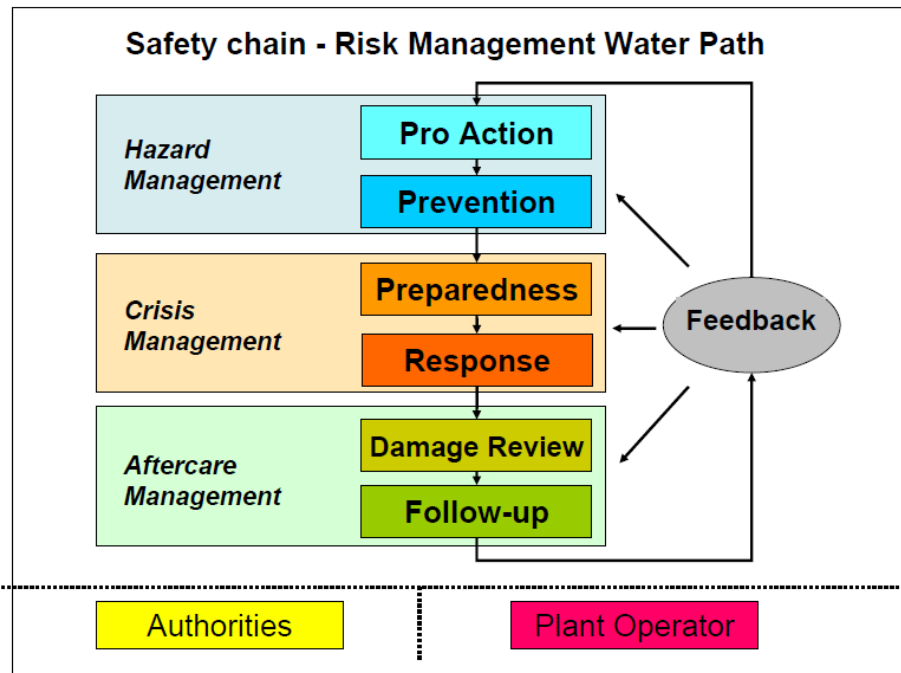 Safety chain - Risk Management Water Path
Hazard
Management
Pro Action
Prevention
Crisis
Management
Preparedness
Response
Feedback
Aftercare
Management
Damage Review
Follow-up
Authorities
Plant Operator